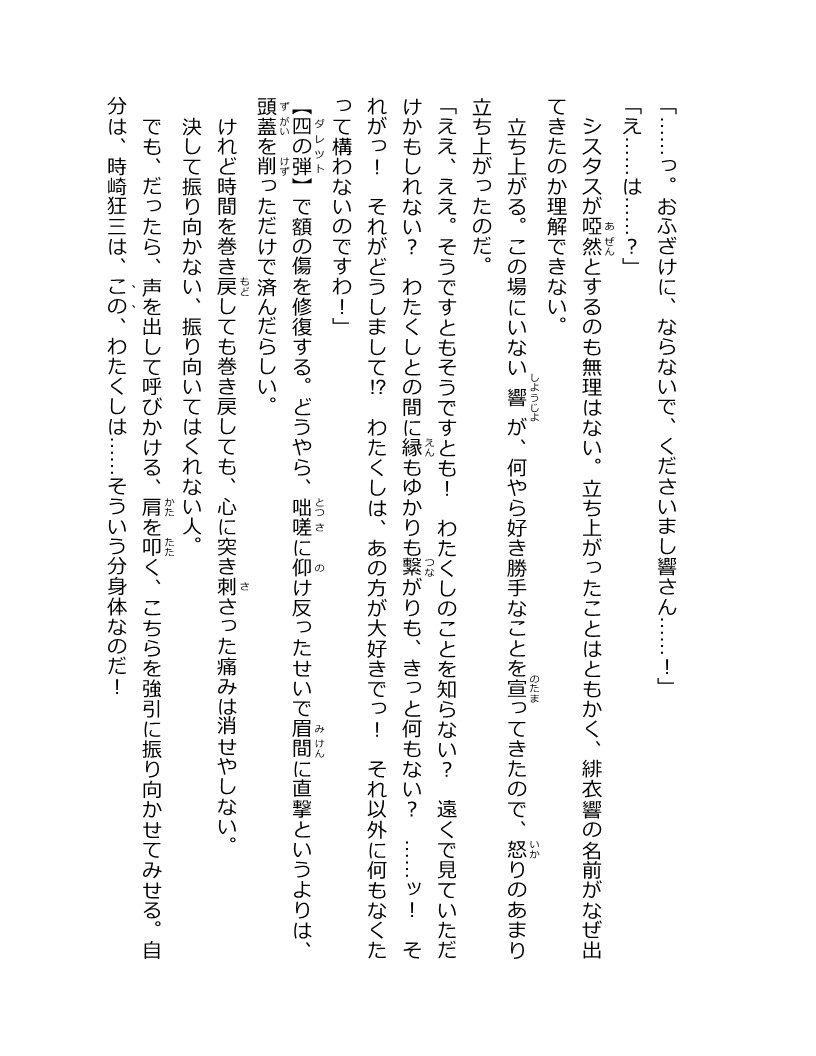 「……っ。おふざけに、ならないで、くださいまし響さん……！」
「え……は……？」
　シスタスが啞然とするのも無理はない。立ち上がったことはともかく、緋衣響の名前がなぜ出
てきたのか理解できない。
　立ち上がる。この場にいない響が、何やら好き勝手なことを宣ってきたので、怒りのあまり
立ち上がったのだ。
「ええ、ええ。そうですともそうですとも！　わたくしのことを知らない？　遠くで見ていただ
けかもしれない？　わたくしとの間に縁もゆかりも繋がりも、きっと何もない？　……ッ！　そ
れがっ！　それがどうしまして!?　わたくしは、あの方が大好きでっ！　それ以外に何もなくた
って構わないのですわ！」
【四の弾】で額の傷を修復する。どうやら、咄嗟に仰け反ったせいで眉間に直撃というよりは、
頭蓋を削っただけで済んだらしい。
　けれど時間を巻き戻しても巻き戻しても、心に突き刺さった痛みは消せやしない。
　決して振り向かない、振り向いてはくれない人。
　でも、だったら、声を出して呼びかける、肩を叩く、こちらを強引に振り向かせてみせる。自
分は、時崎狂三は、この、わたくしは……そういう分身体なのだ！